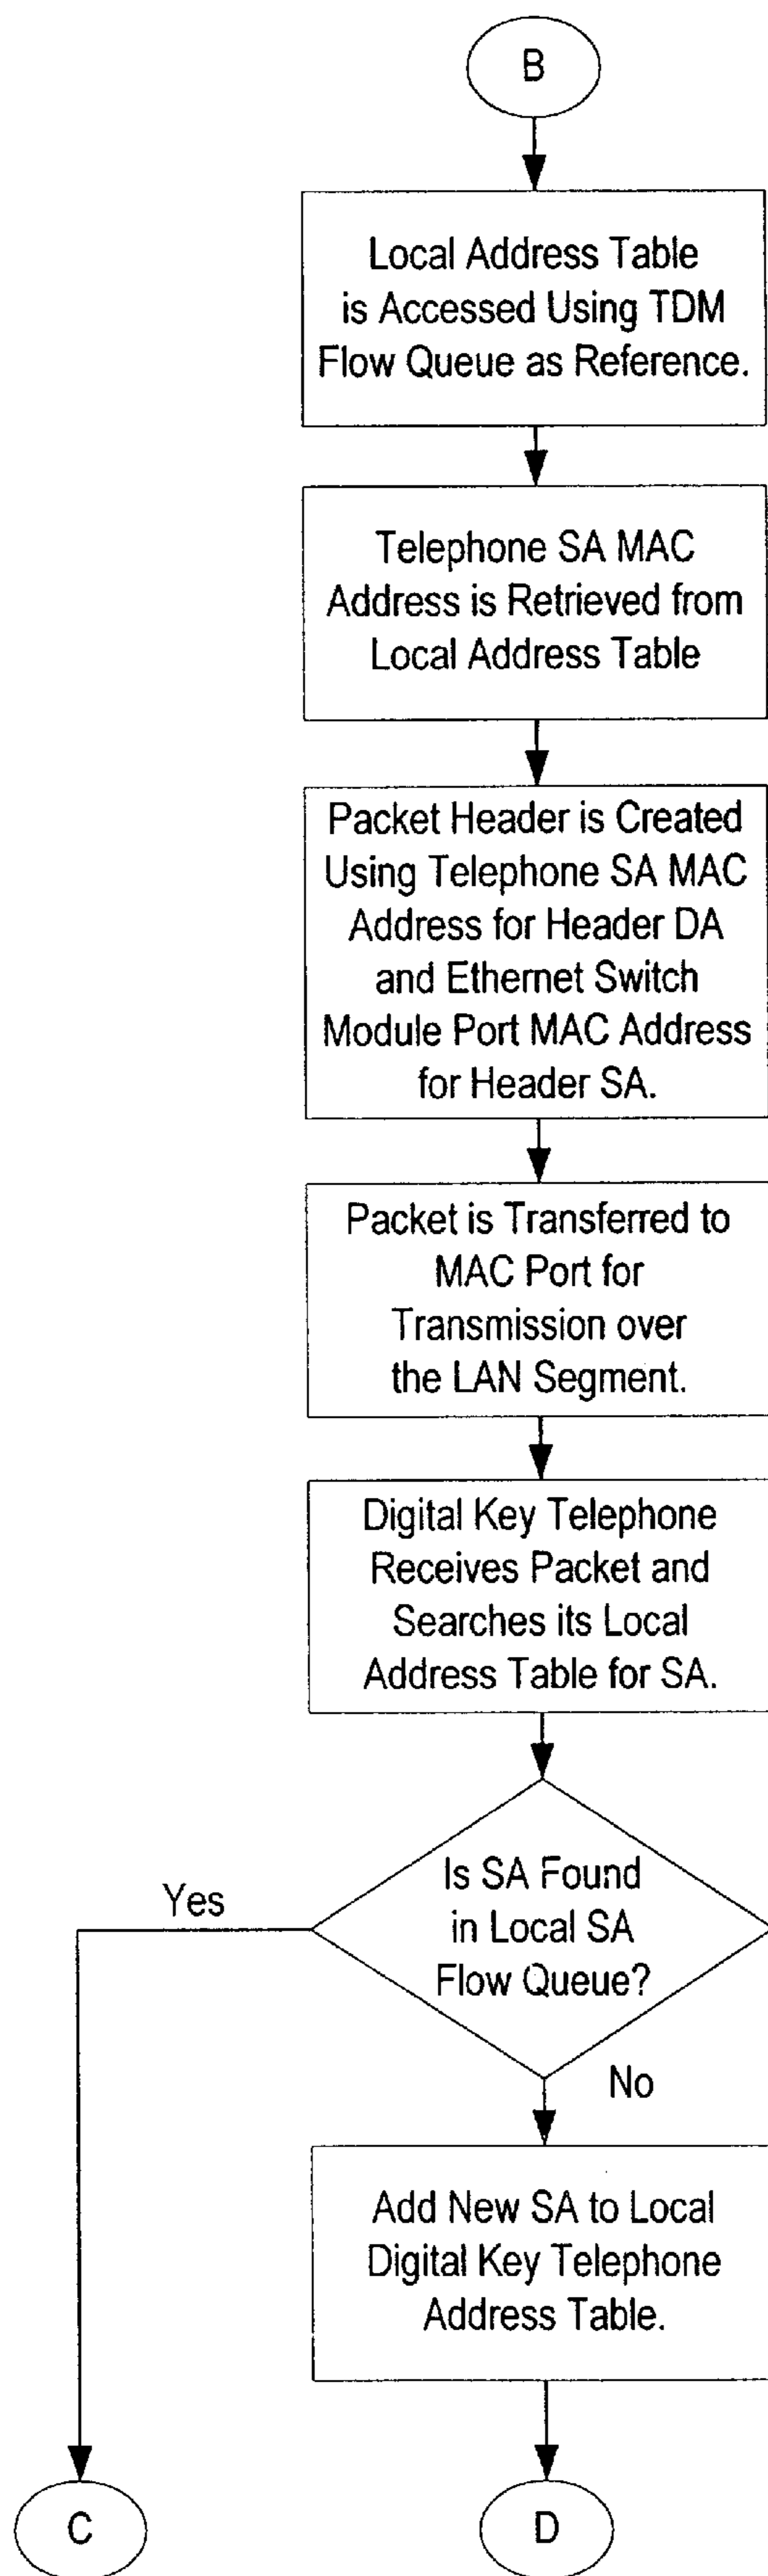 B
Local Address Table
is Accessed Using TDM
Flow Queue as Reference.
Telephone SA MAC
Address is Retrieved from
Local Address Table
Packet Header is Created
Using Telephone SA MAC
Address for Header DA
and Ethernet Switch
Module Port MAC Address
for Header SA.
Packet is Transferred to
MAC Port for
Transmission over
the LAN Segment.
Digital Key Telephone
Receives Packet and
Searches its Local
Address Table for SA.
Is SA Found
in Local SA
Flow Queue?
Yes
No
Add New SA to Local
Digital Key Telephone
Address Table.
C
D